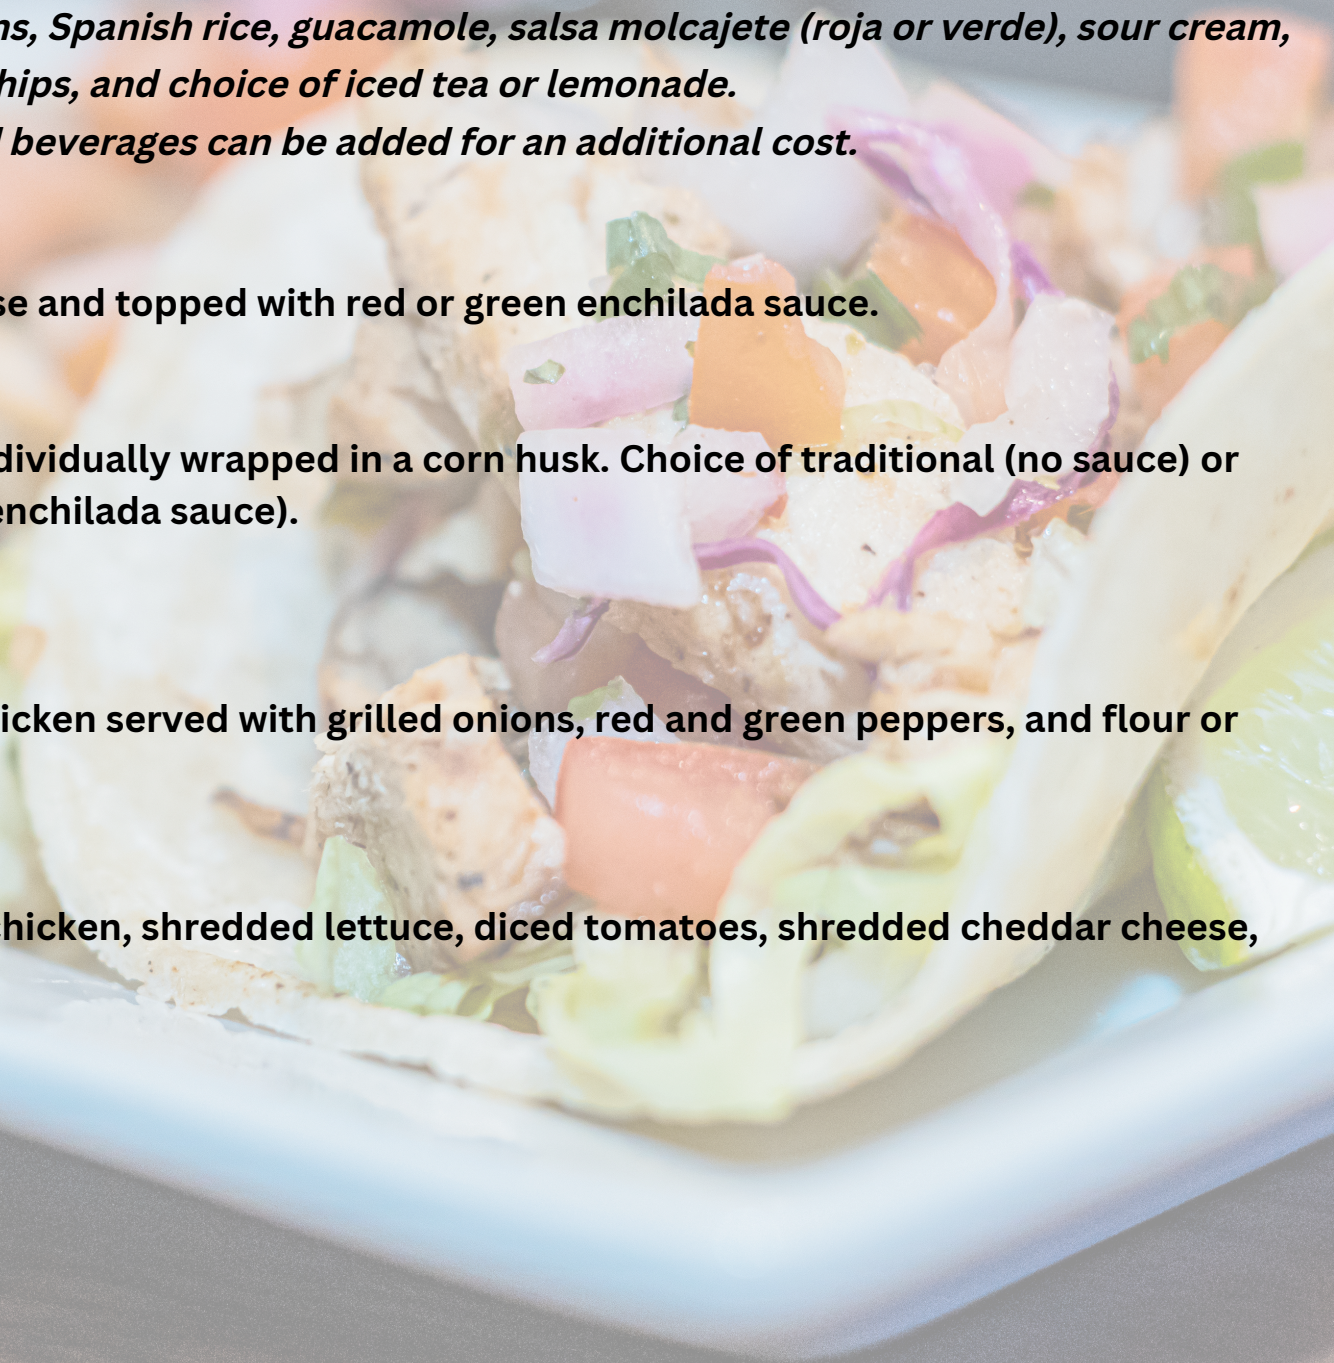 ns, Spanish rice, guacamole, salsa molcajete (roja or verde), sour cream,
hips, and choice of iced tea or lemonade.
beverages can be added for an additional cost.
se and topped with red or green enchilada sauce.
dividually wrapped in a corn husk. Choice of traditional (no sauce) or
enchilada sauce).
icken served with grilled onions, red and green peppers, and flour or
chicken, shredded lettuce, diced tomatoes, shredded cheddar cheese,